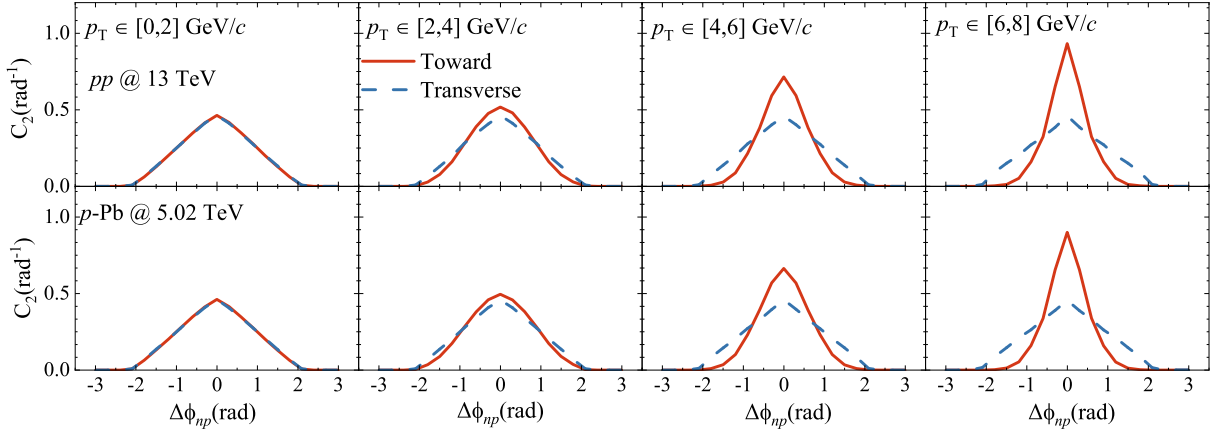 p_T ∈ [0,2] GeV/c
p_T ∈ [2,4] GeV/c
p_T ∈ [4,6] GeV/c
p_T ∈ [6,8] GeV/c
pp @ 13 TeV
Toward
Transverse
C₂(rad⁻¹)
1.0
0.5
0.0
p-Pb @ 5.02 TeV
C₂(rad⁻¹)
1.0
0.5
0.0
-3 -2 -1 0 1 2 3
-3 -2 -1 0 1 2 3
-3 -2 -1 0 1 2 3
-3 -2 -1 0 1 2 3
Δϕ_np(rad)
Δϕ_np(rad)
Δϕ_np(rad)
Δϕ_np(rad)